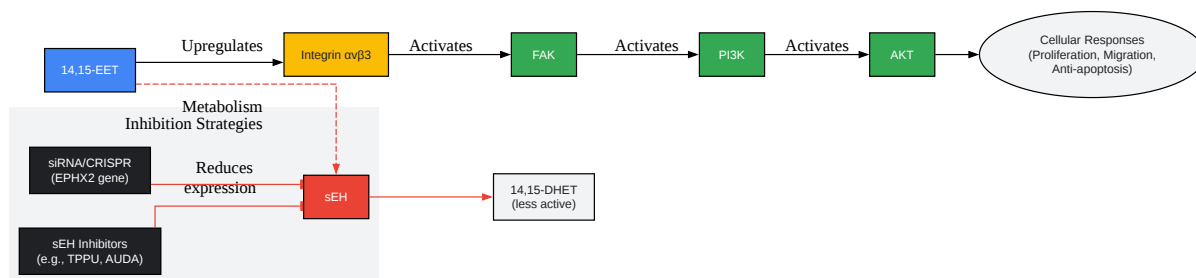 Upregulates
Activates
Activates
Activates
14,15-EET
Integrin αvβ3
FAK
PI3K
AKT
Cellular Responses
(Proliferation, Migration,
Anti-apoptosis)
Metabolism
Inhibition Strategies
siRNA/CRISPR
(EPHX2 gene)
Reduces
expression
sEH
14,15-DHET
(less active)
sEH Inhibitors
(e.g., TPPU, AUDA)